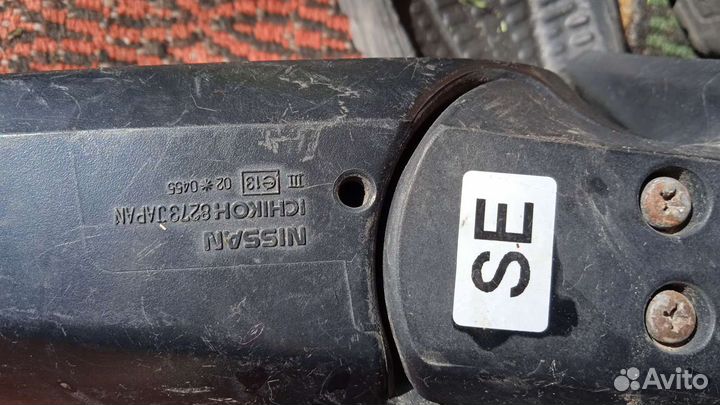 NISSAN
ICHIKOH 8273 JAPAN
III e13 02*0455
SE
Avito